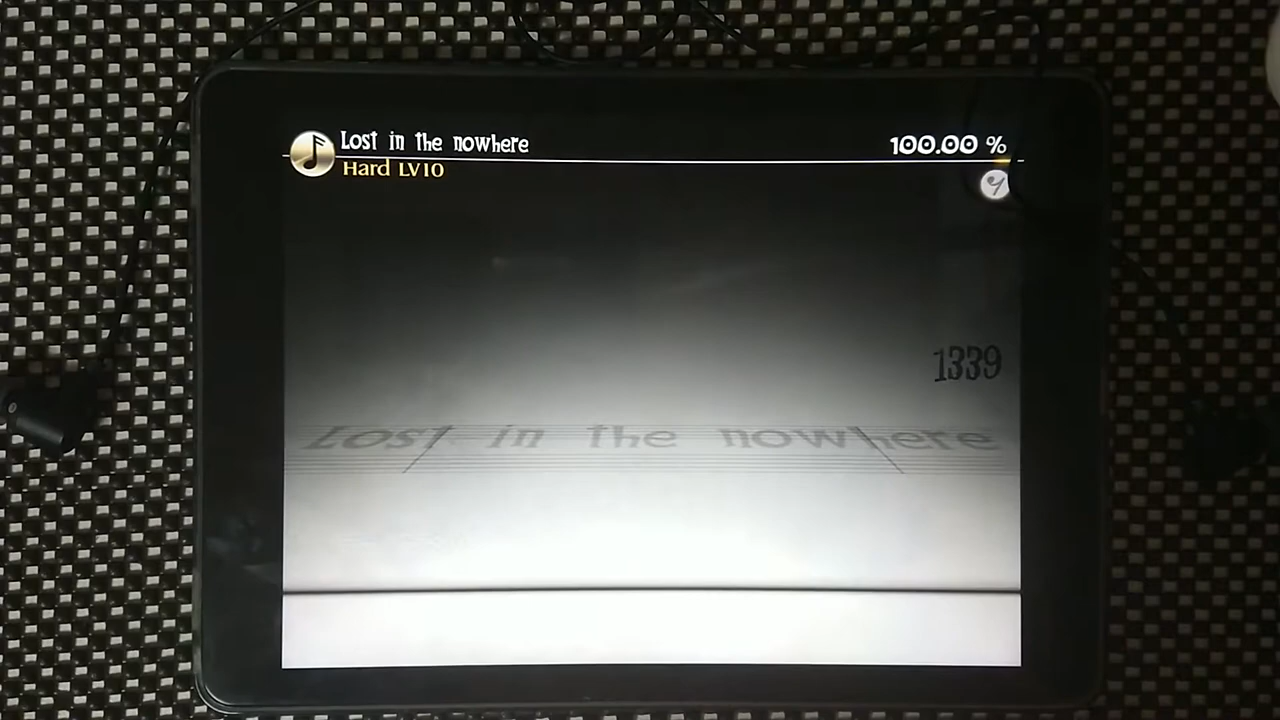 Lost in the nowhere
100.00 %
Hard LV10
1339
Lost in the nowhere